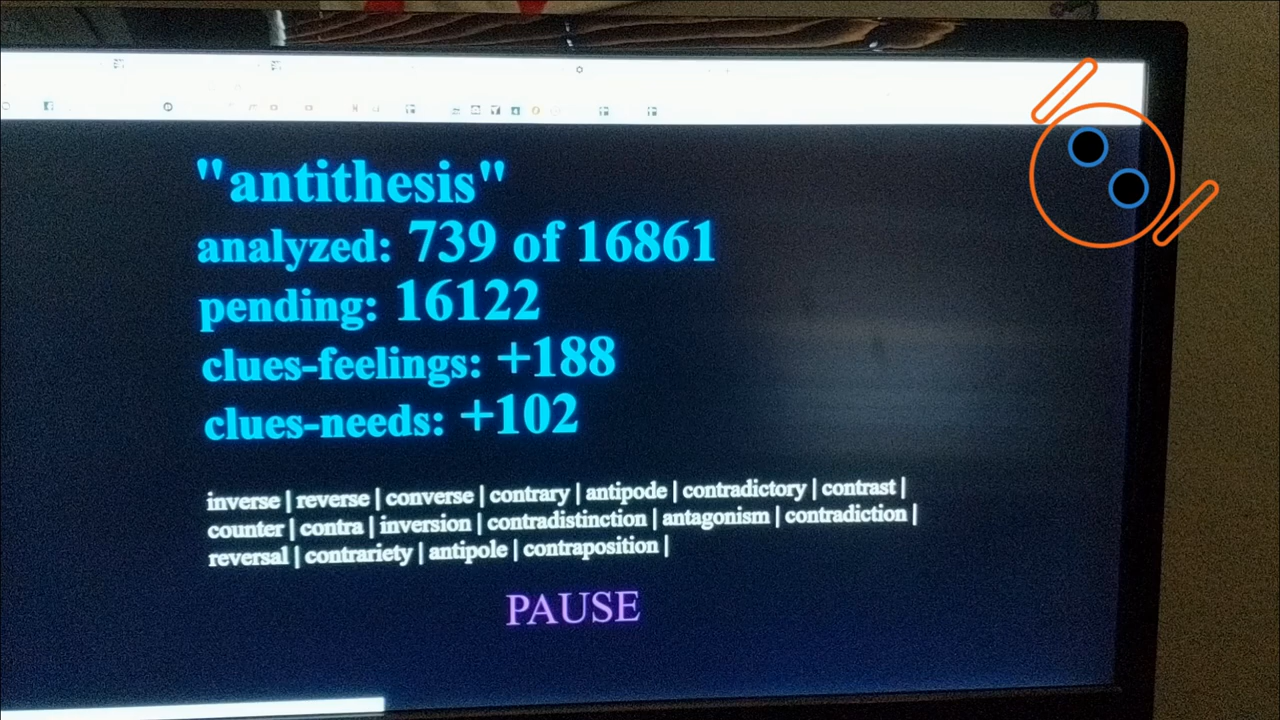 "antithesis"
analyzed: 739 of 16861
pending: 16122
clues-feelings: +188
clues-needs: +102
inverse | reverse | converse | contrary | antipode | contradictory | contrast |
counter | contra | inversion | contradistinction | antagonism | contradiction |
reversal | contrariety | antipole | contraposition |
PAUSE